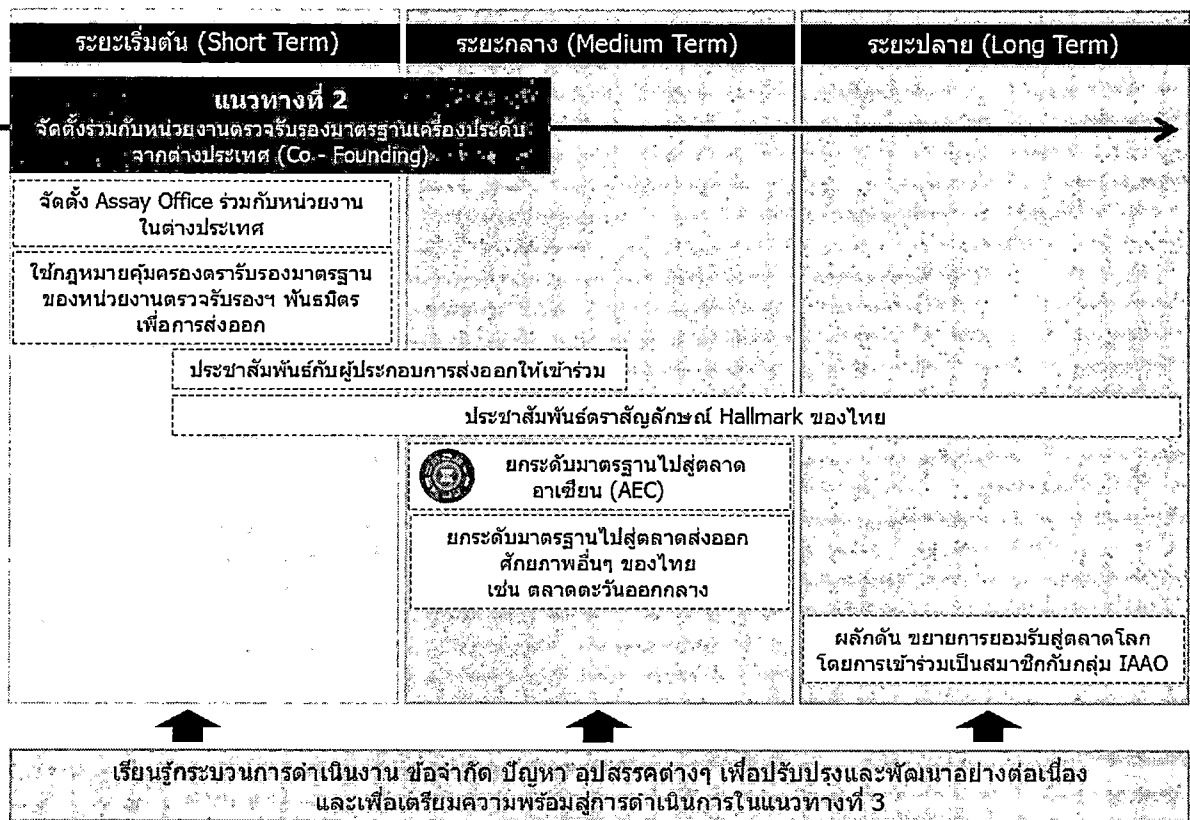 ระยะเริ่มต้น (Short Term)
ระยะกลาง (Medium Term)
ระยะปลาย (Long Term)
แนวทางที่ 2
จัดตั้งร่วมกับหน่วยงานตรวจรับรองมาตรฐานเครื่องประดับ
จากต่างประเทศ (Co - Founding)
จัดตั้ง Assay Office ร่วมกับหน่วยงาน
ในต่างประเทศ
ใช้กฎหมายคุ้มครองตรารับรองมาตรฐาน
ของหน่วยงานตรวจรับรองฯ พันธมิตร
เพื่อการส่งออก
ประชาสัมพันธ์กับผู้ประกอบการส่งออกให้เข้าร่วม
ประชาสัมพันธ์ตราสัญลักษณ์ Hallmark ของไทย
ยกระดับมาตรฐานไปสู่ตลาด
อาเซียน (AEC)
ยกระดับมาตรฐานไปสู่ตลาดส่งออก
ศักยภาพอื่นๆ ของไทย
เช่น ตลาดตะวันออกกลาง
ผลักดัน ขยายการยอมรับสู่ตลาดโลก
โดยการเข้าร่วมเป็นสมาชิกกับกลุ่ม IAAO
เรียนรู้กระบวนการดำเนินงาน ข้อจำกัด ปัญหา อุปสรรคต่างๆ เพื่อปรับปรุงและพัฒนาอย่างต่อเนื่อง
และเพื่อเตรียมความพร้อมสู่การดำเนินการในแนวทางที่ 3